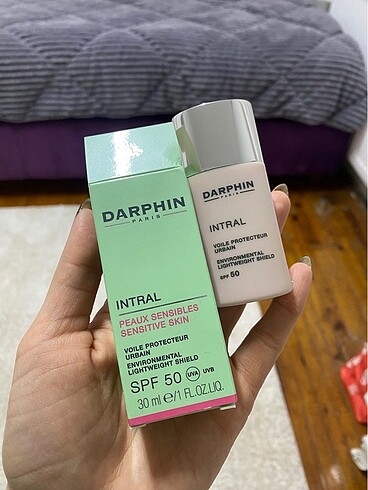 DARPHIN
PARIS
INTRAL
PEAUX SENSIBLES
SENSITIVE SKIN
VOILE PROTECTEUR
URBAIN
ENVIRONMENTAL
LIGHTWEIGHT SHIELD
SPF 50 UVA UVB
30 ml e/1 FL.OZ.LIQ.
DARPHIN
PARIS
INTRAL
VOILE PROTECTEUR
URBAIN
ENVIRONMENTAL
LIGHTWEIGHT SHIELD
SPF 50